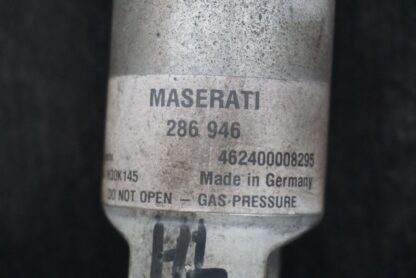 MASERATI
286 946
462400008295
Made in Germany
DO NOT OPEN — GAS PRESSURE